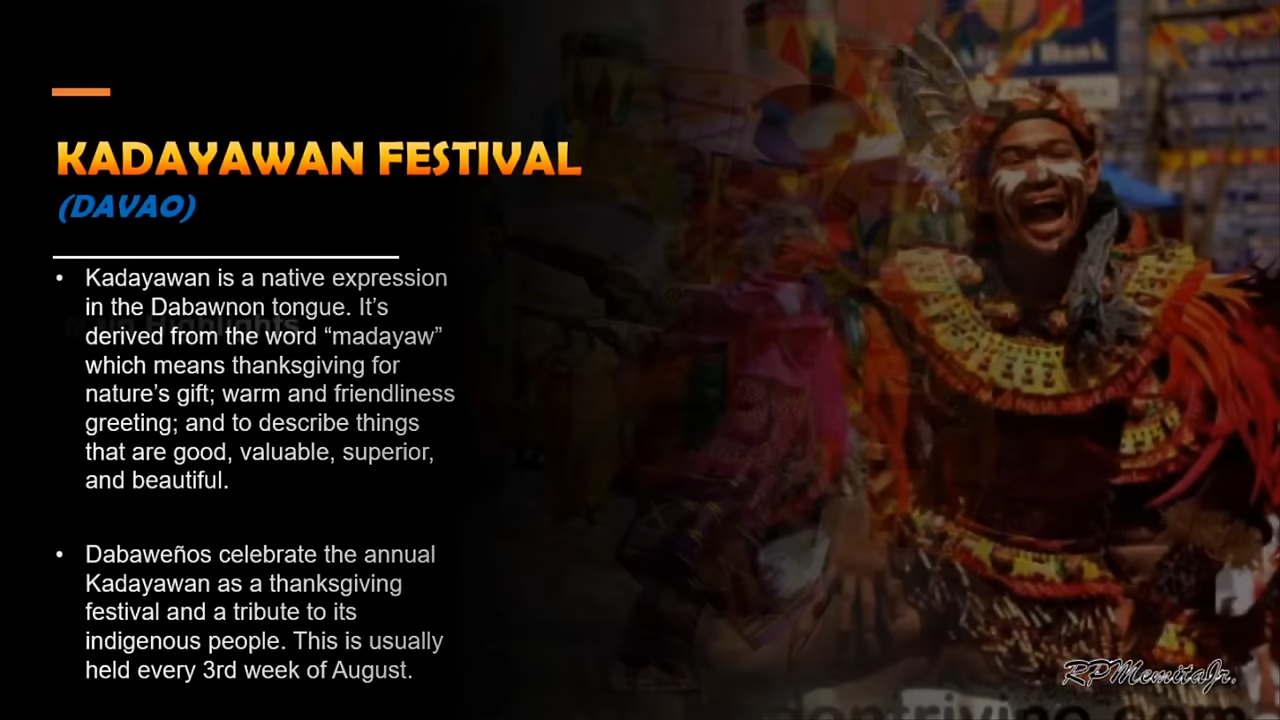 KADAYAWAN FESTIVAL
(DAVAO)
• Kadayawan is a native expression
in the Dabawnon tongue. It’s
derived from the word “madayaw”
which means thanksgiving for
nature’s gift; warm and friendliness
greeting; and to describe things
that are good, valuable, superior,
and beautiful.
• Dabaweños celebrate the annual
Kadayawan as a thanksgiving
festival and a tribute to its
indigenous people. This is usually
held every 3rd week of August.
Bank
RPMemitaJr.